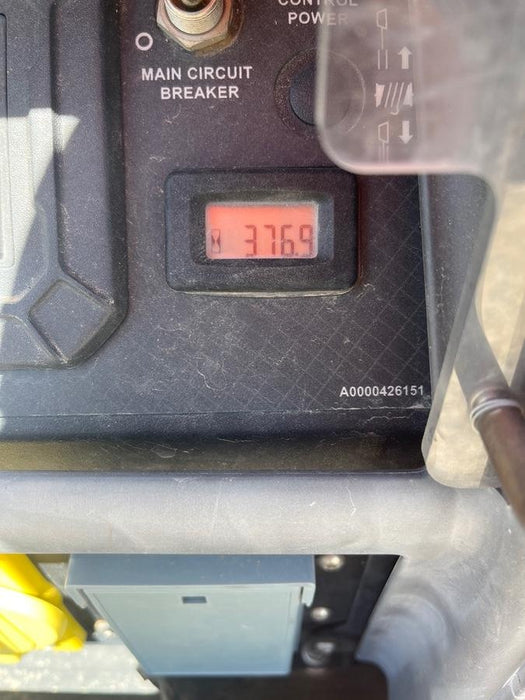 CONTROL
POWER
MAIN CIRCUIT
BREAKER
376.9
A0000426151